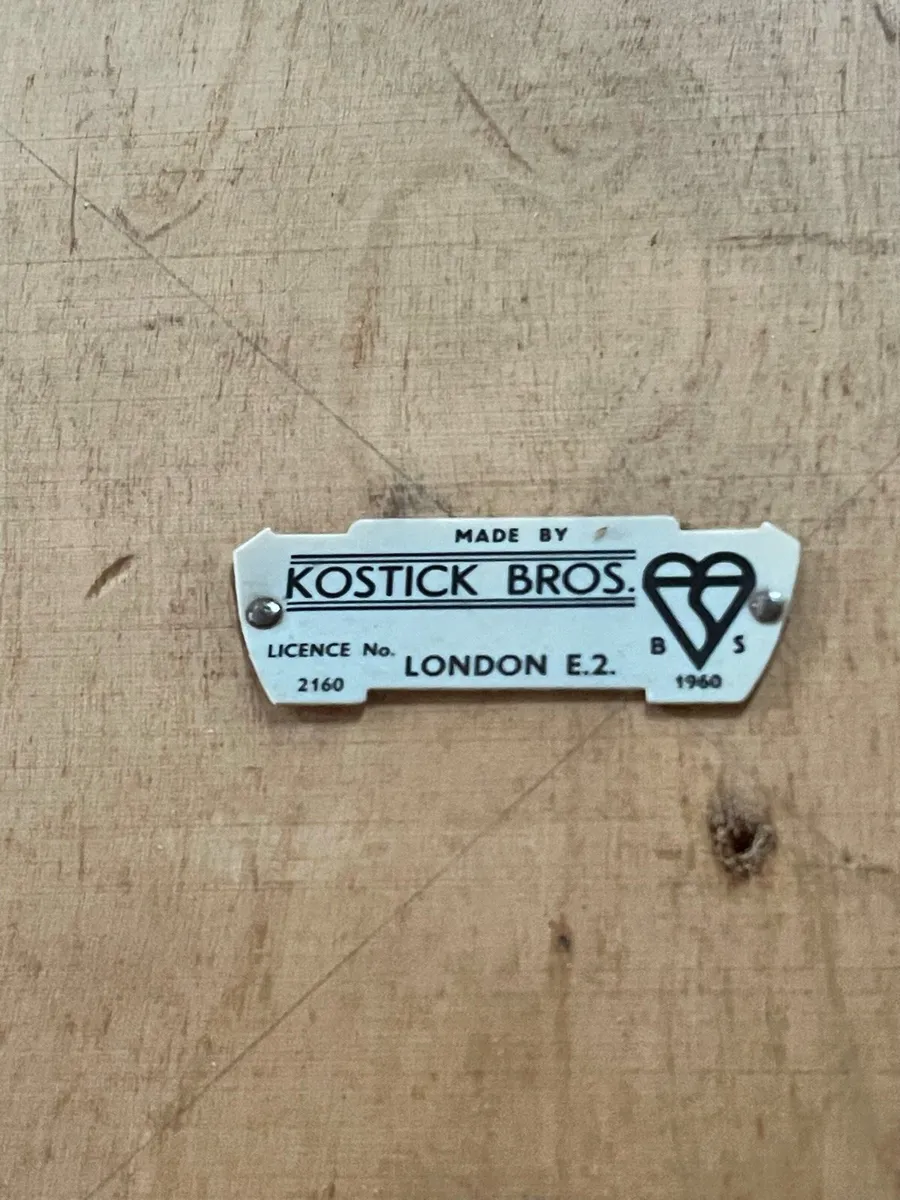 MADE BY
KOSTICK BROS.
LICENCE No.
2160
LONDON E.2.
B S
1960